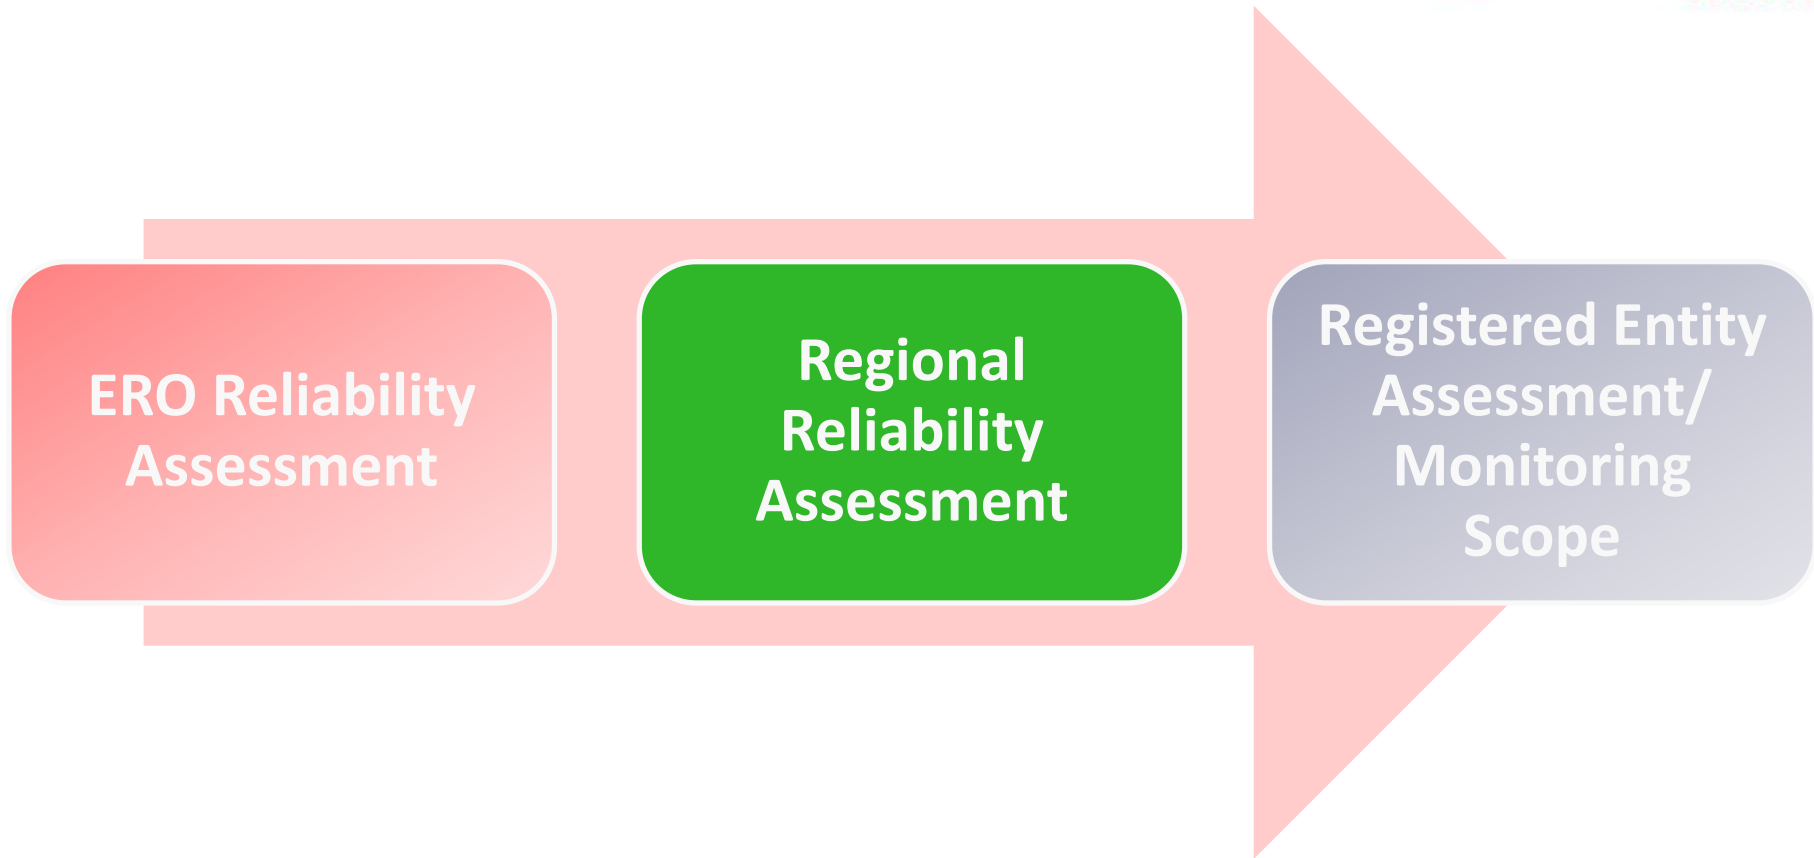 ERO Reliability
Assessment
Regional
Reliability
Assessment
Registered Entity
Assessment/
Monitoring
Scope